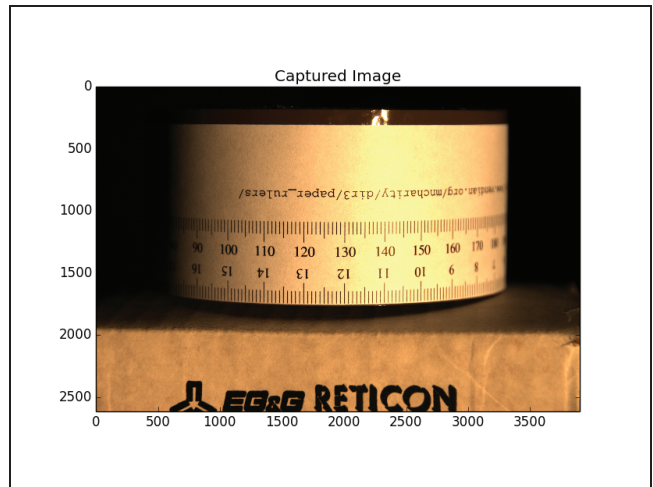 Captured Image
0
500
1000
1500
2000
2500
vendian.org/mncharity/dir3/paper_rulers/
90 100 110 120 130 140 150 160 170 180
16 15 14 13 12 11 10 9 8 7
EG&G RETICON
0 500 1000 1500 2000 2500 3000 3500